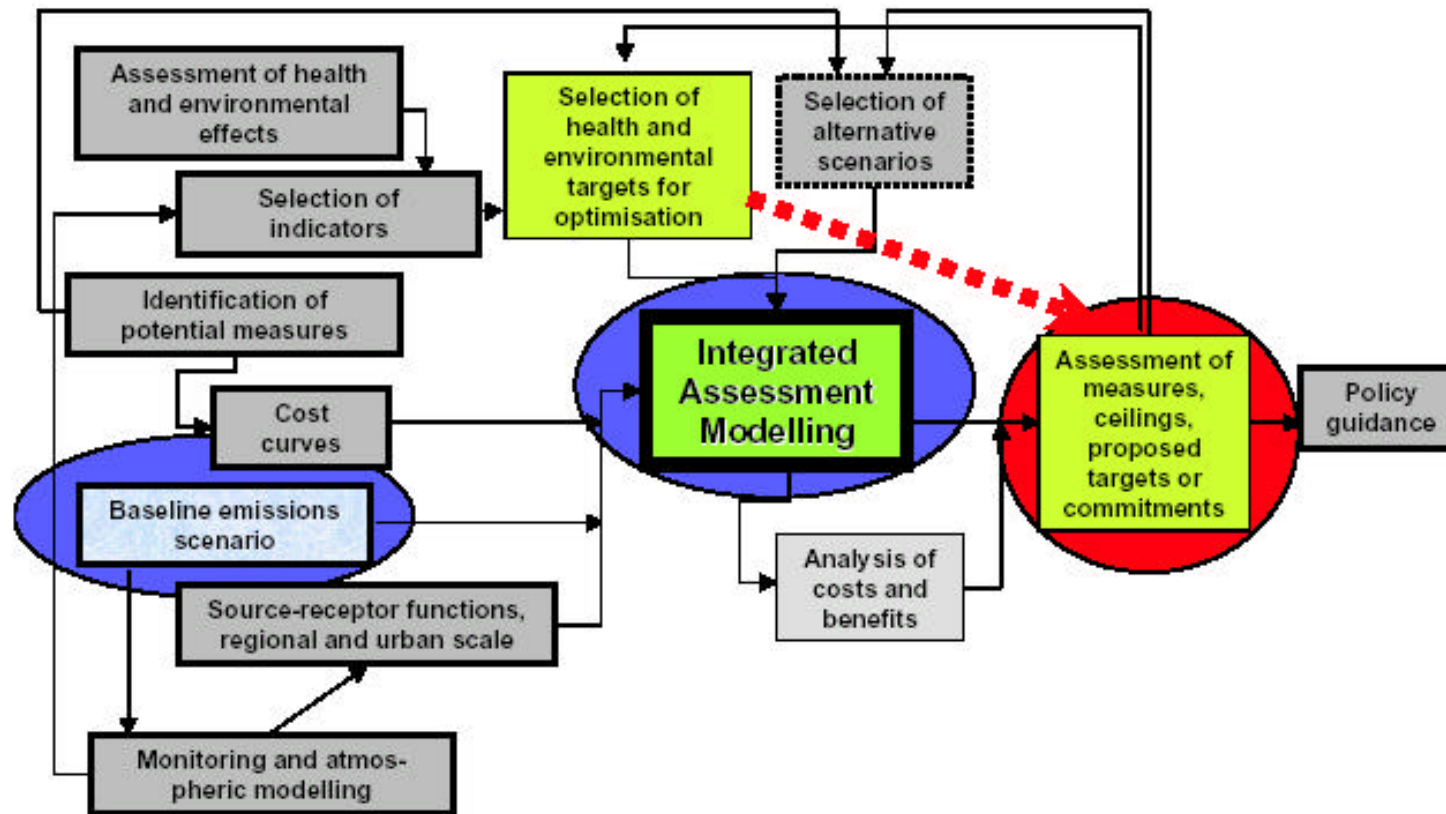 Assessment of health
and environmental
effects
Selection of
health and
environmental
targets for
optimisation
Selection of
alternative
scenarios
Selection of
indicators
Identification of
potential measures
Integrated
Assessment
Modelling
Assessment of
measures,
ceilings,
proposed
targets or
commitments
Policy
guidance
Cost
curves
Baseline emissions
scenario
Analysis of
costs and
benefits
Source-receptor functions,
regional and urban scale
Monitoring and atmos-
pheric modelling